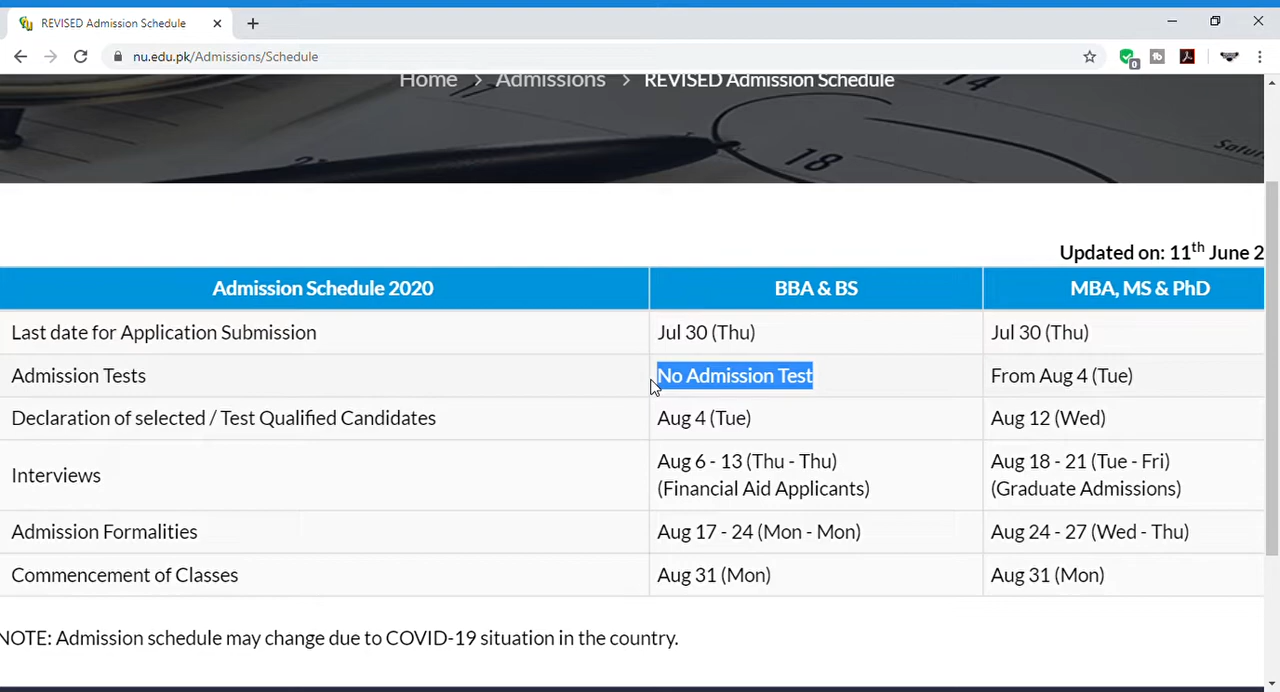 REVISED Admission Schedule
nu.edu.pk/Admissions/Schedule
0
Home > Admissions > REVISED Admission Schedule
14
17
18
Satur
Updated on: 11th June 2
Admission Schedule 2020 BBA & BS MBA, MS & PhD
Last date for Application Submission Jul 30 (Thu) Jul 30 (Thu)
Admission Tests No Admission Test From Aug 4 (Tue)
Declaration of selected / Test Qualified Candidates Aug 4 (Tue) Aug 12 (Wed)
Interviews Aug 6 - 13 (Thu - Thu) Aug 18 - 21 (Tue - Fri)
(Financial Aid Applicants) (Graduate Admissions)
Admission Formalities Aug 17 - 24 (Mon - Mon) Aug 24 - 27 (Wed - Thu)
Commencement of Classes Aug 31 (Mon) Aug 31 (Mon)
NOTE: Admission schedule may change due to COVID-19 situation in the country.